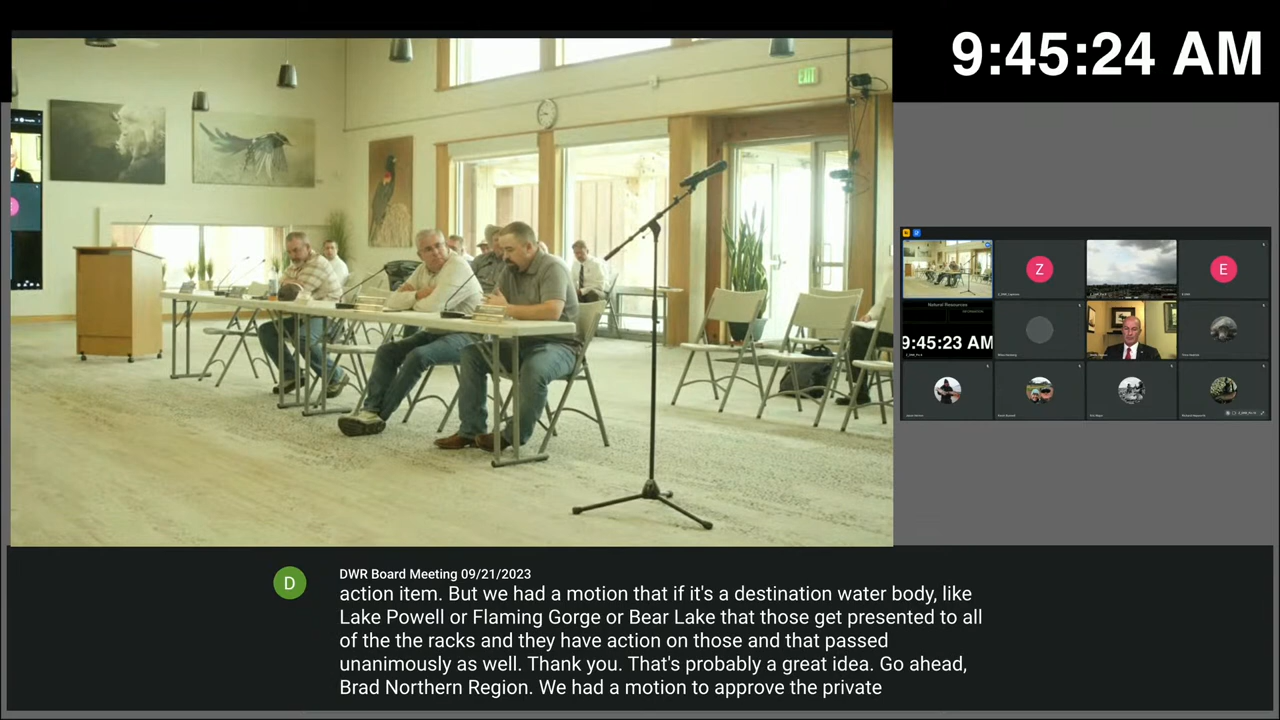 9:45:24 AM
Z
E
Natural Resources
9:45:23 AM
D
DWR Board Meeting 09/21/2023
action item. But we had a motion that if it's a destination water body, like
Lake Powell or Flaming Gorge or Bear Lake that those get presented to all
of the the racks and they have action on those and that passed
unanimously as well. Thank you. That's probably a great idea. Go ahead,
Brad Northern Region. We had a motion to approve the private